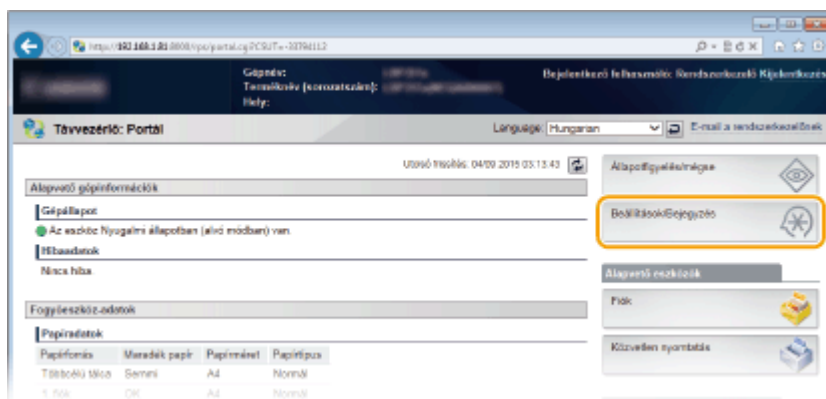 Gépnév:
Terméknév (sorozatszám):
Hely:
Bejelentkező felhasználó: Rendszerkezelő Kijelentkezés
Távvezérlő: Portál
Language: Hungarian
E-mail a rendszerkezelőnek
Utolsó frissítés: 04/09 2015 03:13:43
Alapvető gépinformációk
Gépállapot
Az eszköz Nyugalmi állapotban (alvó módban) van.
Hibaadatok
Nincs hiba.
Fogyóeszköz-adatok
Papíradatok
Papírforrás Maradék papír Papírméret Papírtípus
Többcélú tálca Semmi A4 Normál
1. fiók OK A4 Normál
Állapotfigyelés/mégse
Beállítások/Bejegyzés
Alapvető eszközök
Fiók
Közvetlen nyomtatás